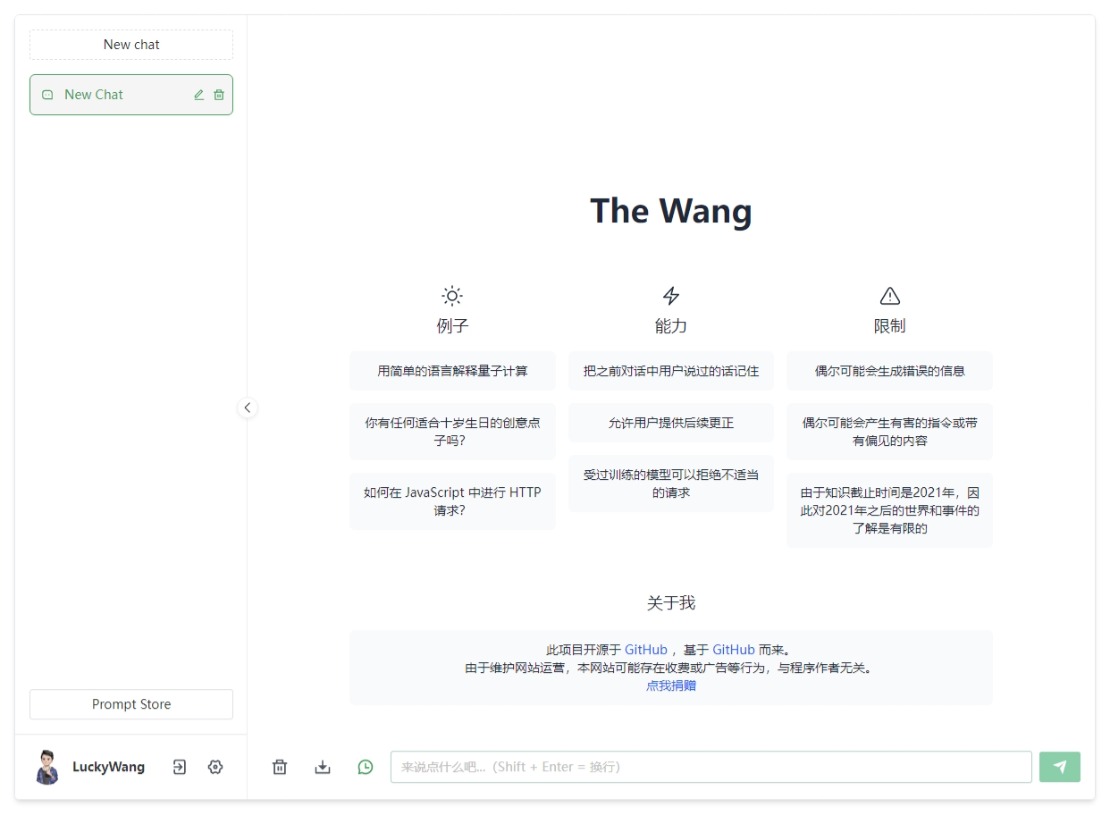 New chat
New Chat
Prompt Store
LuckyWang
The Wang
例子
用简单的语言解释量子计算
你有任何适合十岁生日的创意点
子吗?
如何在 JavaScript 中进行 HTTP
请求?
能力
把之前对话中用户说过的话记住
允许用户提供后续更正
受过训练的模型可以拒绝不适当
的请求
限制
偶尔可能会生成错误的信息
偶尔可能会产生有害的指令或带
有偏见的内容
由于知识截止时间是2021年，因
此对2021年之后的世界和事件的
了解是有限的
关于我
此项目开源于 GitHub ，基于 GitHub 而来。
由于维护网站运营，本网站可能存在收费或广告等行为，与程序作者无关。
点我捐赠
来说点什么吧...（Shift + Enter = 换行）